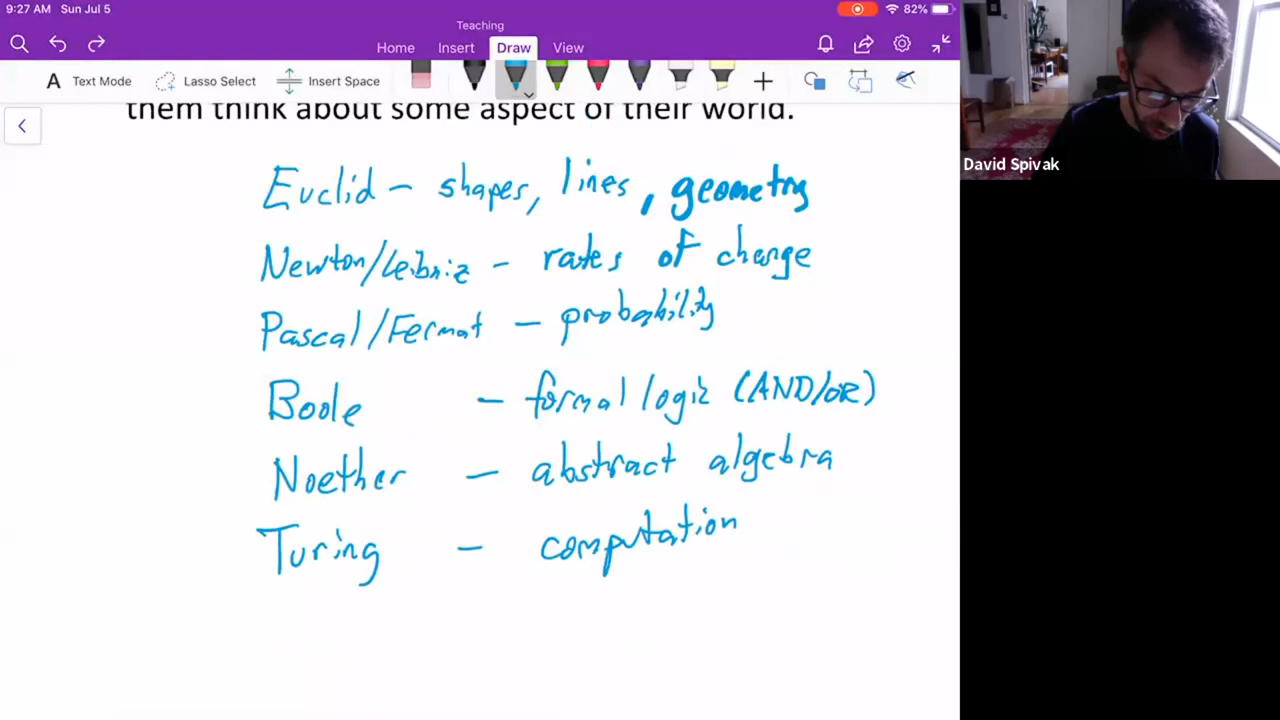 9:27 AM Sun Jul 5
82%
Teaching
Home Insert Draw View
A Text Mode Lasso Select Insert Space
them think about some aspect of their world.
David Spivak
Euclid – shapes, lines, geometry
Newton/Leibniz – rates of change
Pascal/Fermat – probability
Boole – formal logic (AND/OR)
Noether – abstract algebra
Turing – computation